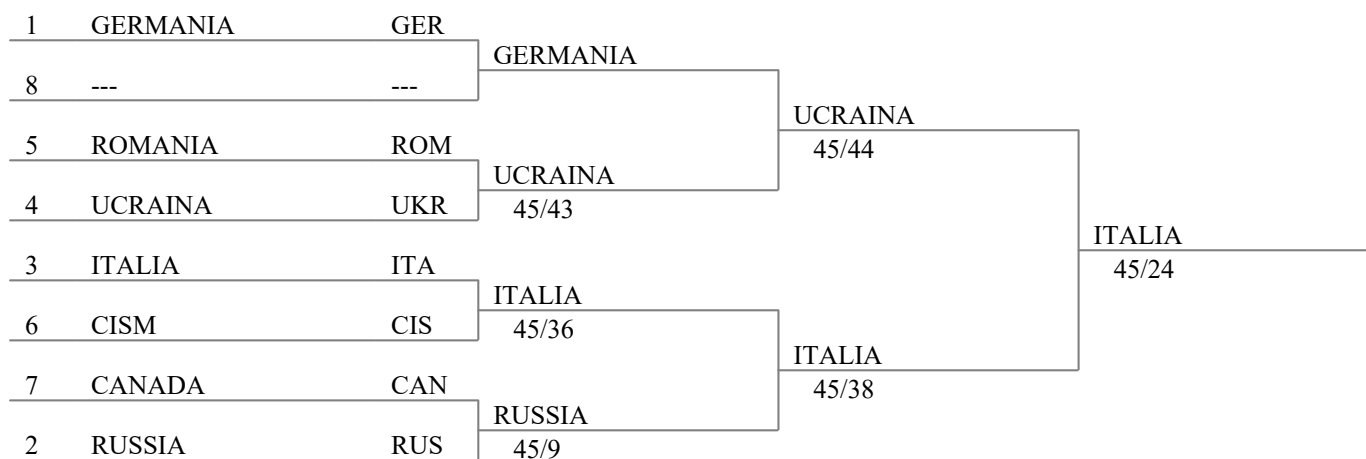 1 GERMANIA GER
GERMANIA
8 --- ---
UCRAINA
45/44
5 ROMANIA ROM
UCRAINA
45/43
4 UCRAINA UKR
ITALIA
45/24
3 ITALIA ITA
ITALIA
45/36
6 CISM CIS
ITALIA
45/38
7 CANADA CAN
RUSSIA
45/9
2 RUSSIA RUS